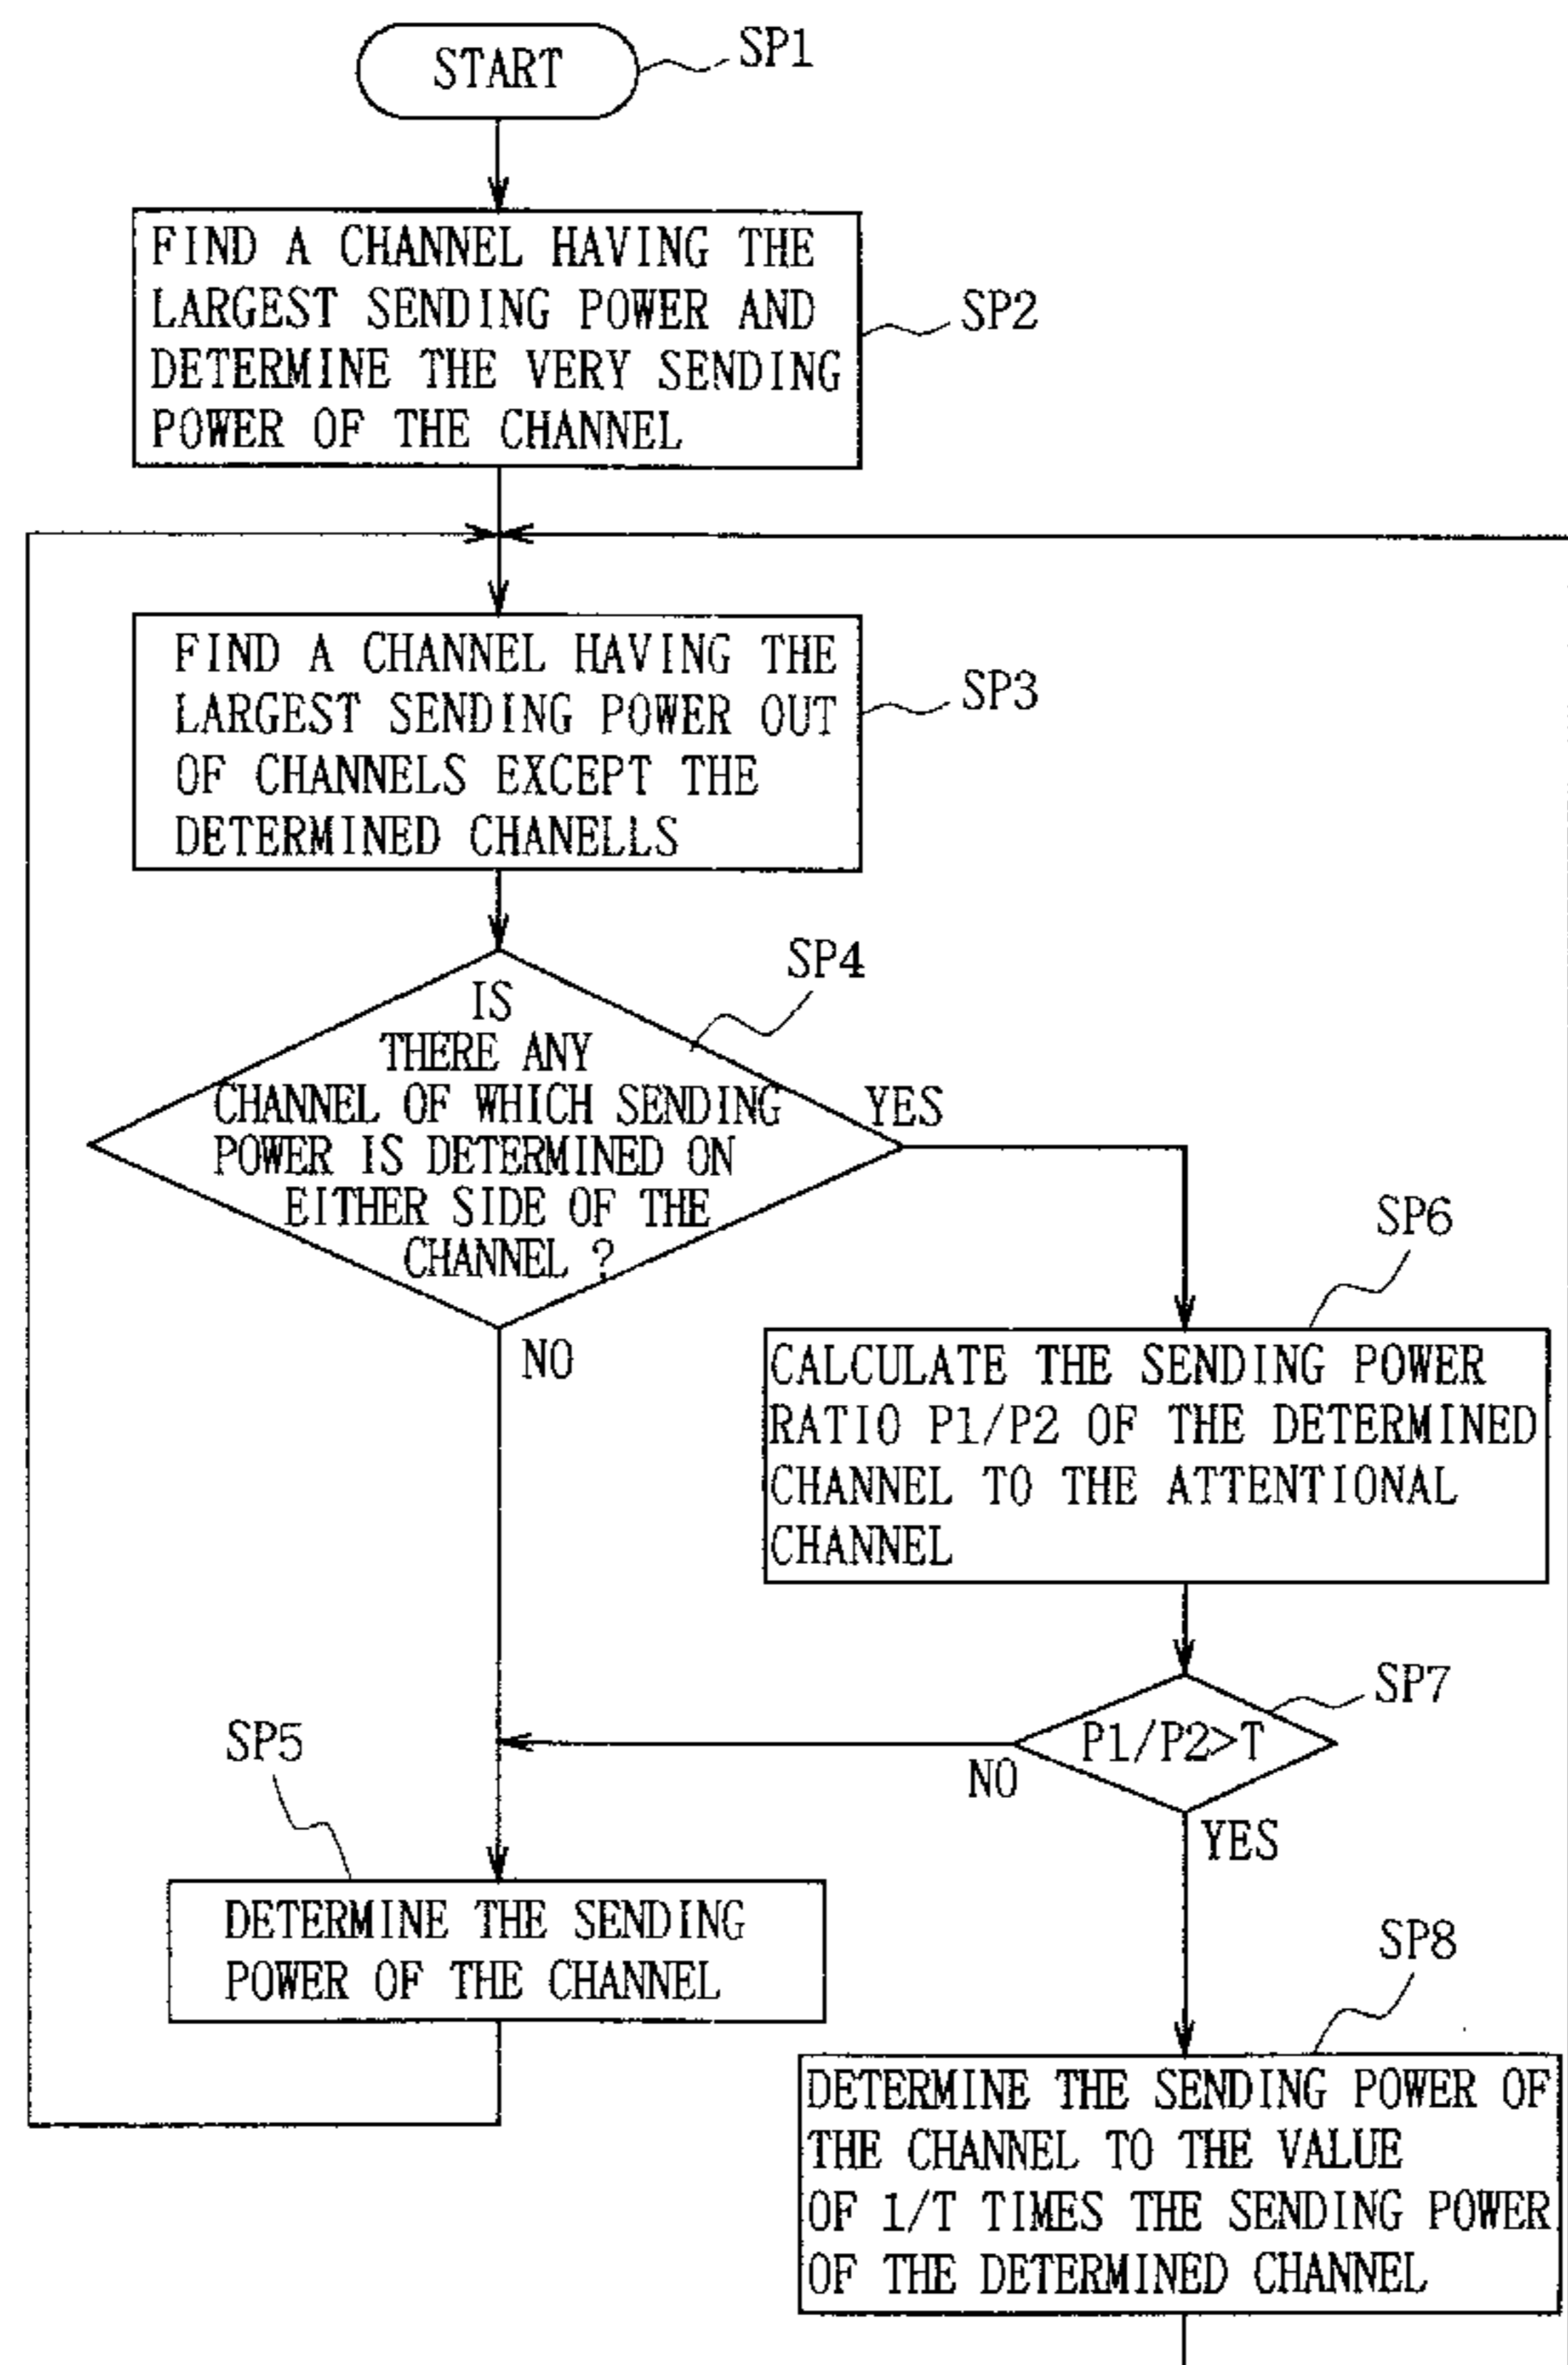 START
SP1
FIND A CHANNEL HAVING THE
LARGEST SENDING POWER AND
DETERMINE THE VERY SENDING
POWER OF THE CHANNEL
SP2
FIND A CHANNEL HAVING THE
LARGEST SENDING POWER OUT
OF CHANNELS EXCEPT THE
DETERMINED CHANELLS
SP3
SP4
IS
THERE ANY
CHANNEL OF WHICH SENDING
POWER IS DETERMINED ON
EITHER SIDE OF THE
CHANNEL ?
YES
NO
SP6
CALCULATE THE SENDING POWER
RATIO P1/P2 OF THE DETERMINED
CHANNEL TO THE ATTENTIONAL
CHANNEL
SP7
P1/P2>T
NO
YES
SP5
DETERMINE THE SENDING
POWER OF THE CHANNEL
SP8
DETERMINE THE SENDING POWER OF
THE CHANNEL TO THE VALUE
OF 1/T TIMES THE SENDING POWER
OF THE DETERMINED CHANNEL